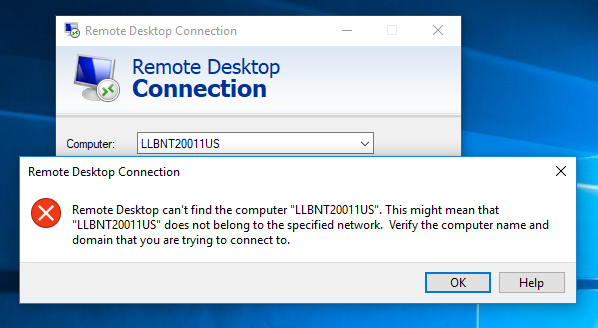 Remote Desktop Connection
Remote Desktop
Connection
Computer: LLBNT20011US
Remote Desktop Connection
Remote Desktop can't find the computer "LLBNT20011US". This might mean that
"LLBNT20011US" does not belong to the specified network.  Verify the computer name and
domain that you are trying to connect to.
OK Help